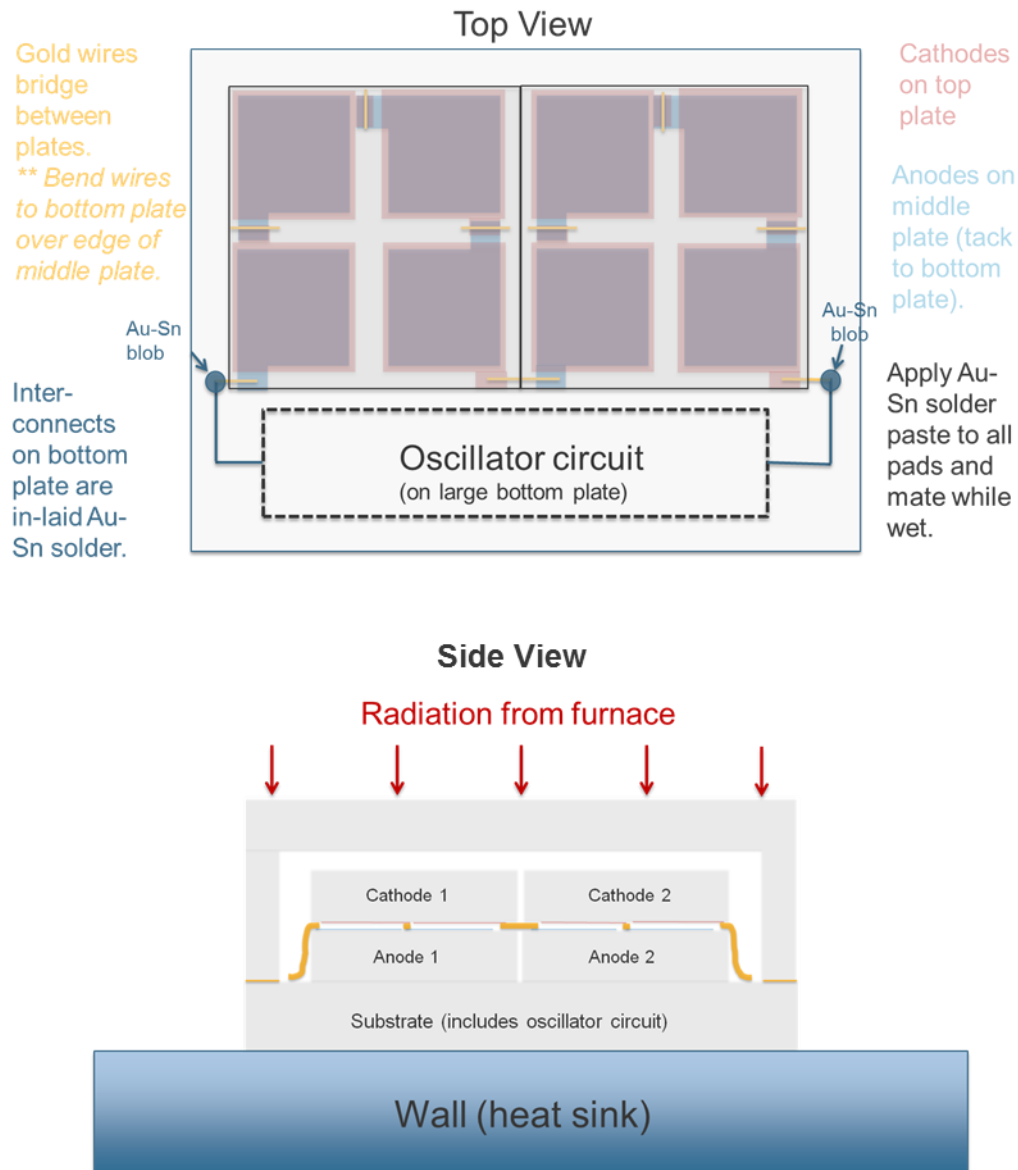 Top View
Gold wires
bridge
between
plates.
** Bend wires
to bottom plate
over edge of
middle plate.
Cathodes
on top
plate
Anodes on
middle
plate (tack
to bottom
plate).
Au-Sn
blob
Au-Sn
blob
Inter-
connects
on bottom
plate are
in-laid Au-
Sn solder.
Oscillator circuit
(on large bottom plate)
Apply Au-
Sn solder
paste to all
pads and
mate while
wet.
Side View
Radiation from furnace
Cathode 1
Cathode 2
Anode 1
Anode 2
Substrate (includes oscillator circuit)
Wall (heat sink)